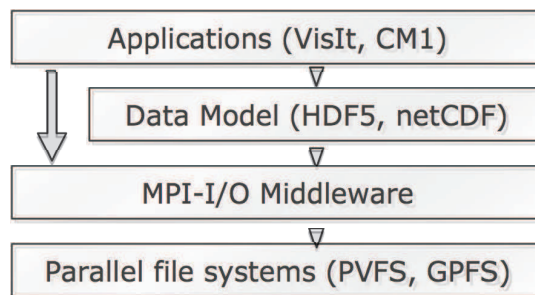 Applications (VisIt, CM1)
Data Model (HDF5, netCDF)
MPI-I/O Middleware
Parallel file systems (PVFS, GPFS)